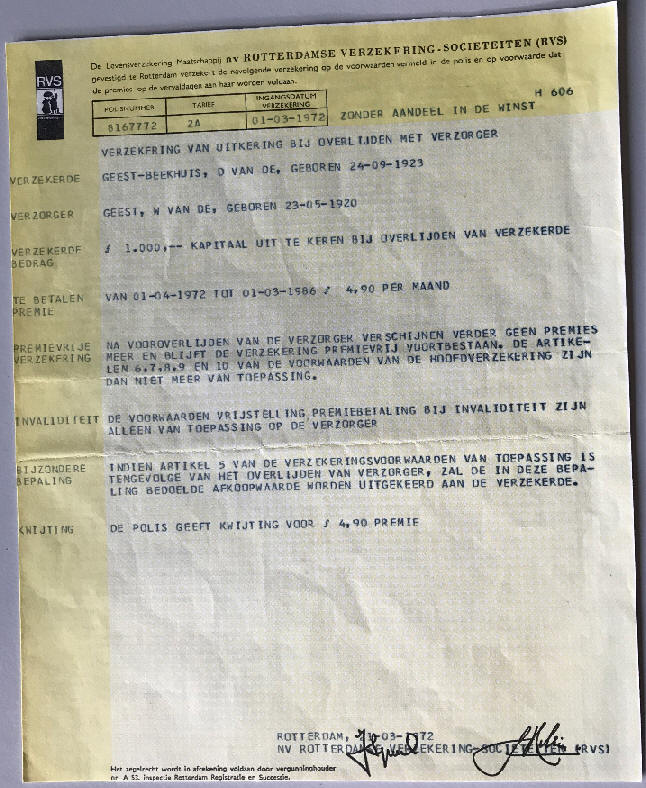 RVS
De Levensverzekering Maatschappij NV ROTTERDAMSE VERZEKERING-SOCIETEITEN (RVS)
gevestigd te Rotterdam verzekert de navolgende verzekering op de voorwaarden vermeld in de polis en op voorwaarde dat
de premies op de vervaldagen aan haar worden voldaan.
H 606
POLISNUMMER TARIEF INGANGSDATUM VERZEKERING
8167772 2A 01-03-1972 ZONDER AANDEEL IN DE WINST
VERZEKERING VAN UITKERING BIJ OVERLIJDEN MET VERZORGER
VERZEKERDE GEEST-BEEKHUIS, D VAN DE, GEBOREN 24-09-1923
VERZORGER GEEST, W VAN DE, GEBOREN 23-05-1920
VERZEKERDE BEDRAG ƒ 1.000,-- KAPITAAL UIT TE KEREN BIJ OVERLIJDEN VAN VERZEKERDE
TE BETALEN PREMIE VAN 01-04-1972 TOT 01-03-1986 ƒ 4,90 PER MAAND
PREMIEVRIJE VERZEKERING NA VOOROVERLIJDEN VAN DE VERZORGER VERSCHIJNEN VERDER GEEN PREMIES
MEER EN BLIJFT DE VERZEKERING PREMIEVRIJ VOORTBESTAAN. DE ARTIKE-
LEN 6,7,8,9 EN 10 VAN DE VOORWAARDEN VAN DE HOOFDVERZEKERING ZIJN
DAN NIET MEER VAN TOEPASSING.
INVALIDITEIT DE VOORWAARDEN VRIJSTELLING PREMIEBETALING BIJ INVALIDITEIT ZIJN
ALLEEN VAN TOEPASSING OP DE VERZORGER
BIJZONDERE BEPALING INDIEN ARTIKEL 5 VAN DE VERZEKERINGSVOORWAARDEN VAN TOEPASSING IS
TENGEVOLGE VAN HET OVERLIJDEN VAN VERZORGER, ZAL DE IN DEZE BEPA-
LING BEDOELDE AFKOOPWAARDE WORDEN UITGEKEERD AAN DE VERZEKERDE.
KWIJTING DE POLIS GEEFT KWIJTING VOOR ƒ 4,90 PREMIE
ROTTERDAM,
NV ROTTERDAMSE VERZEKERING-SOCIETEITEN (RVS)
Het zegelrecht wordt in afrekening voldaan door vergunninghouder
nr. A 52. inspectie Rotterdam Registratie en Successie.